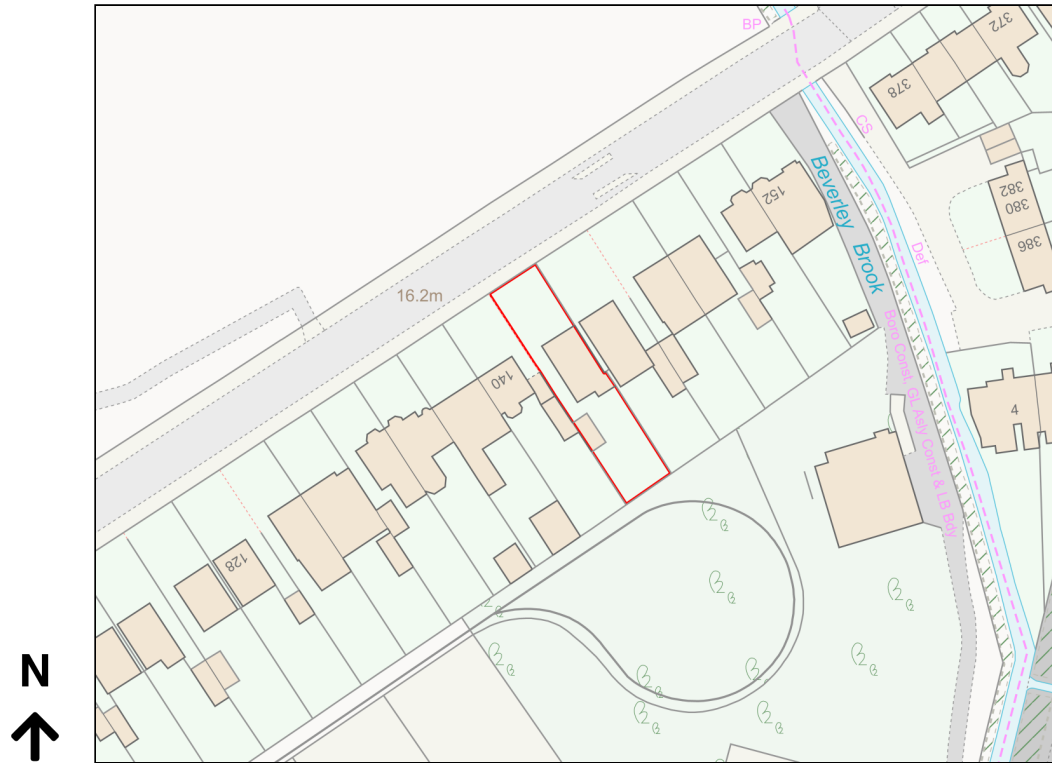 BP
372
378
CS
152
Beverley Brook
382
380
386
Def
16.2m
Boro Const, GL Asly Const & LB Bdy
140
4
128
N